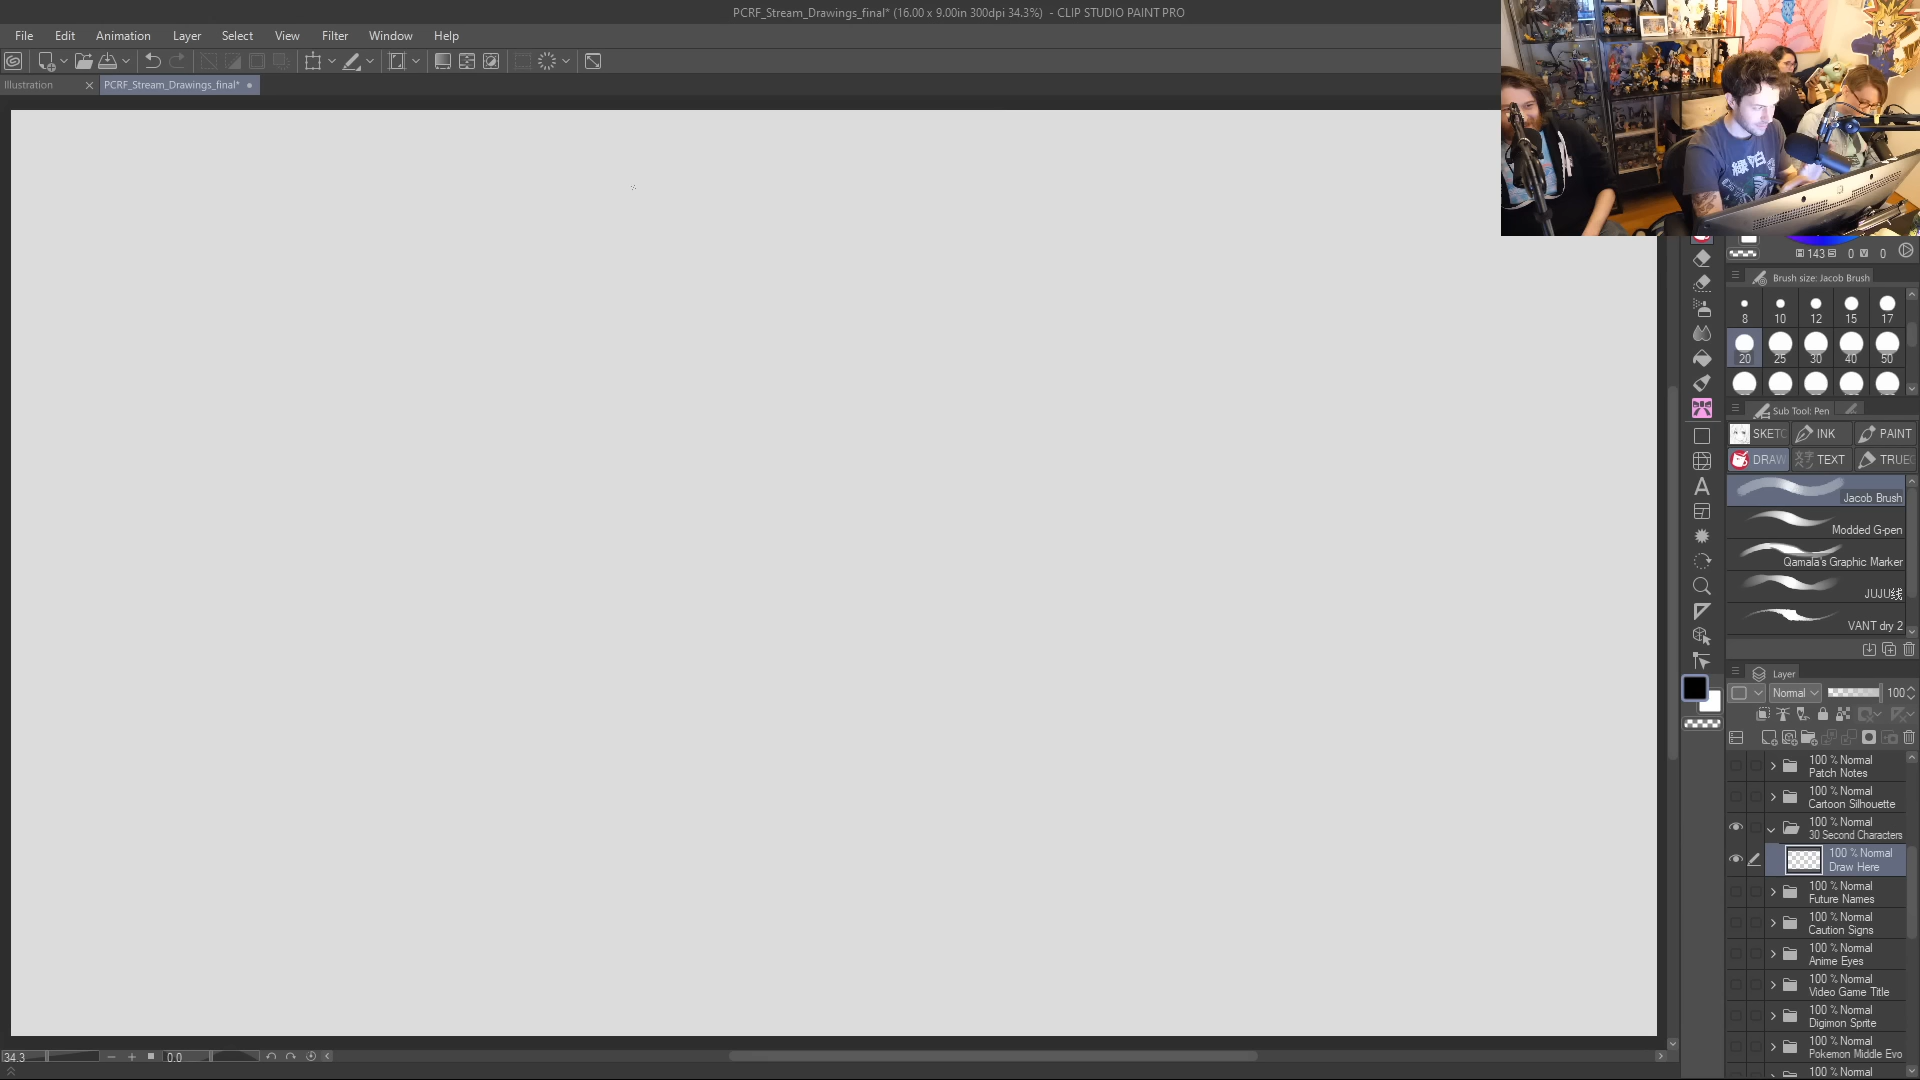 PCRF_Stream_Drawings_final* (16.00 x 9.00in 300dpi 34.3%) - CLIP STUDIO PAINT PRO
File Edit Animation Layer Select View Filter Window Help
Illustration PCRF_Stream_Drawings_final*
緑
143 0 0
Brush size: Jacob Brush
8 10 12 15 17
20 25 30 40 50
Sub Tool: Pen
SKETC INK PAINT
DRAW TEXT TRUE
Jacob Brush
Modded G-pen
Qamala's Graphic Marker
JUJU线
VANT dry 2
Layer
Normal 100
100 % Normal
Patch Notes
100 % Normal
Cartoon Silhouette
100 % Normal
30 Second Characters
100 % Normal
Draw Here
100 % Normal
Future Names
100 % Normal
Caution Signs
100 % Normal
Anime Eyes
100 % Normal
Video Game Title
100 % Normal
Digimon Sprite
100 % Normal
Pokemon Middle Evo
100 % Normal
34.3 0.0